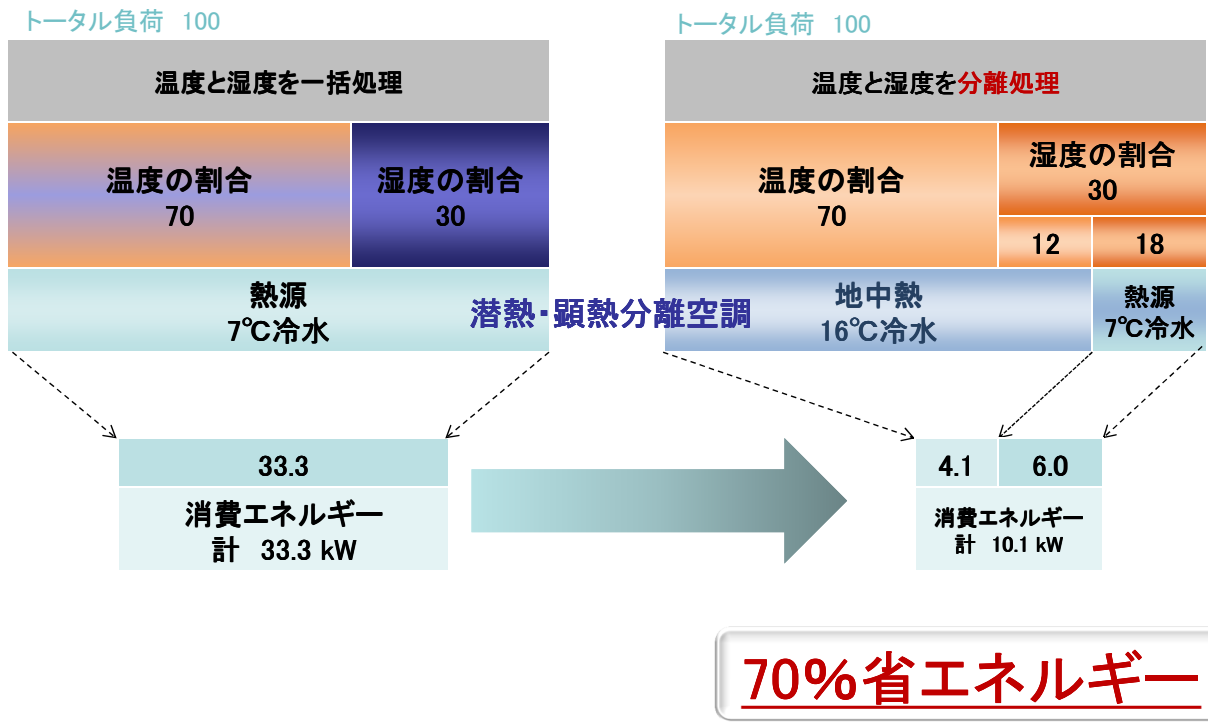 トータル負荷 100
温度と湿度を一括処理
温度の割合
70
湿度の割合
30
熱源
7℃冷水
33.3
消費エネルギー
計 33.3 kW
潜熱・顕熱分離空調
トータル負荷 100
温度と湿度を分離処理
温度の割合
70
湿度の割合
30
12
18
地中熱
16℃冷水
熱源
7℃冷水
4.1
6.0
消費エネルギー
計 10.1 kW
70%省エネルギー